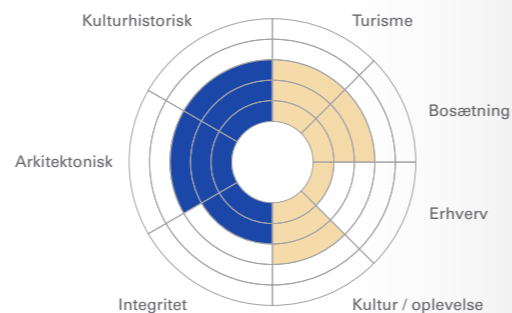 Kulturhistorisk
Turisme
Bosætning
Arkitektonisk
Erhverv
Integritet
Kultur / oplevelse